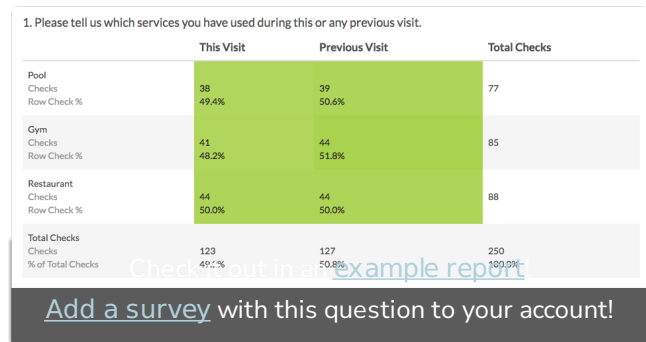 1. Please tell us which services you have used during this or any previous visit.
This Visit Previous Visit Total Checks
Pool
Checks 38 39 77
Row Check % 49.4% 50.6%
Gym
Checks 41 44 85
Row Check % 48.2% 51.8%
Restaurant
Checks 44 44 88
Row Check % 50.0% 50.0%
Total Checks
Checks 123 127 250
% of Total Checks 50.8% 100.0%
Check it out in an example report!
Add a survey with this question to your account!